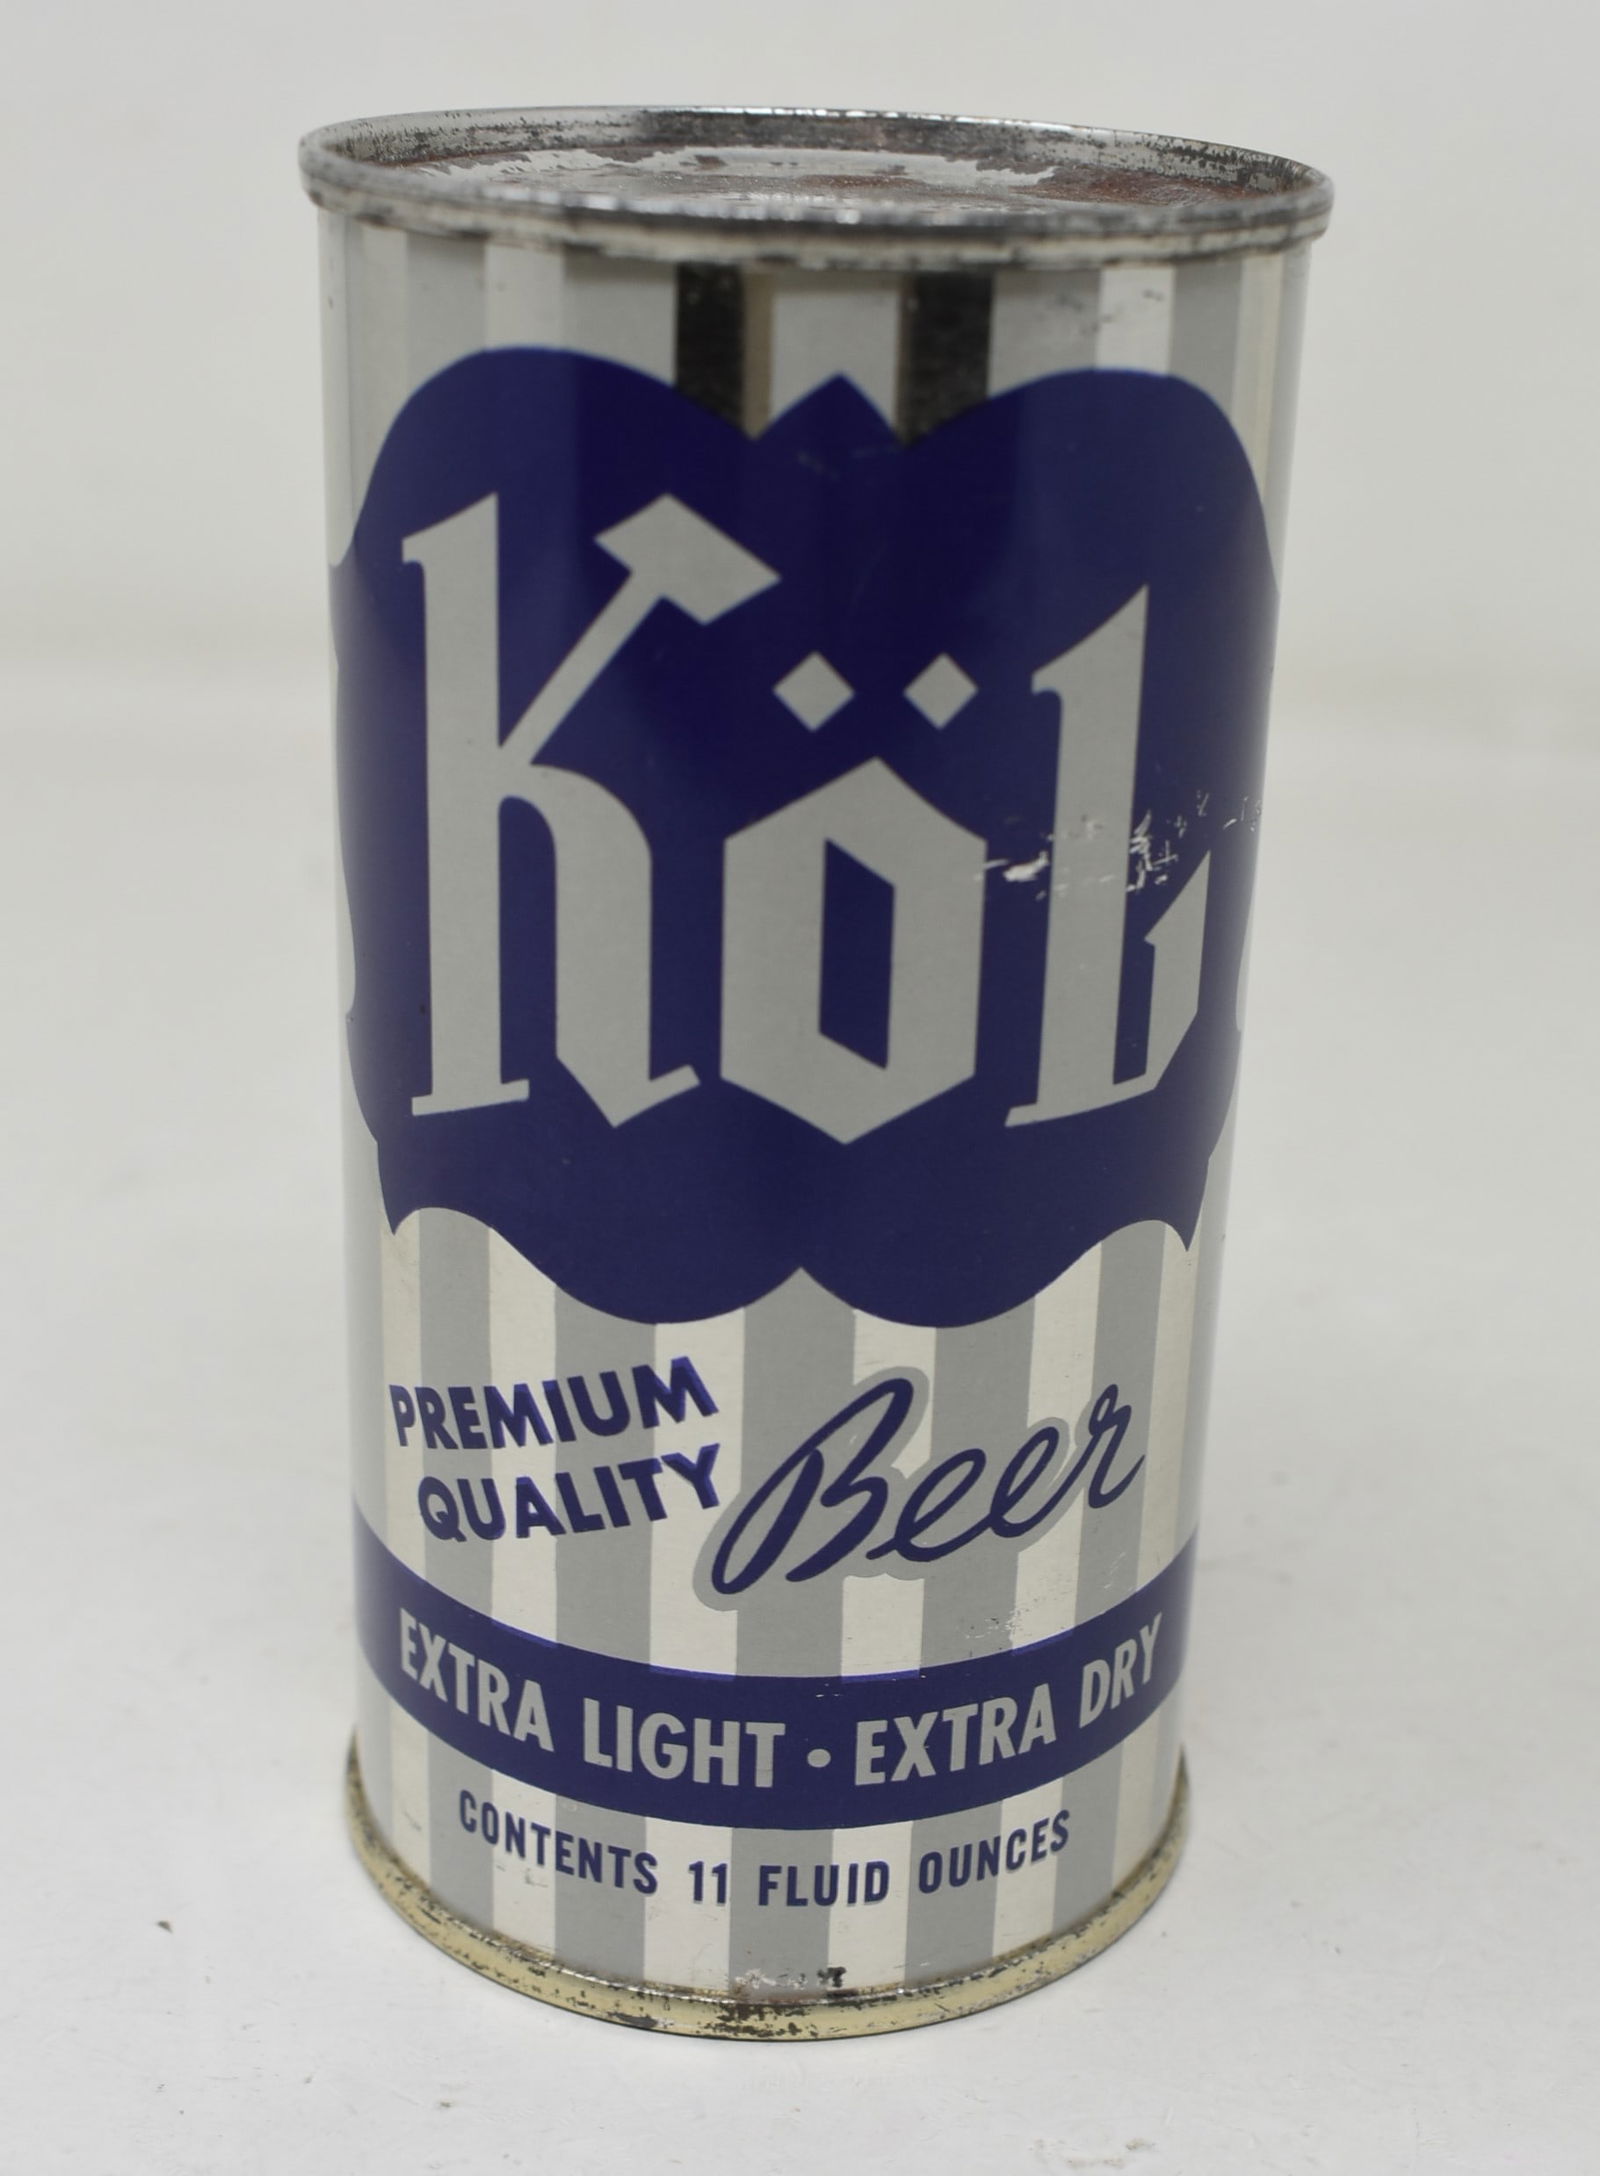 Köl
PREMIUM
QUALITY Beer
EXTRA LIGHT • EXTRA DRY
CONTENTS 11 FLUID OUNCES